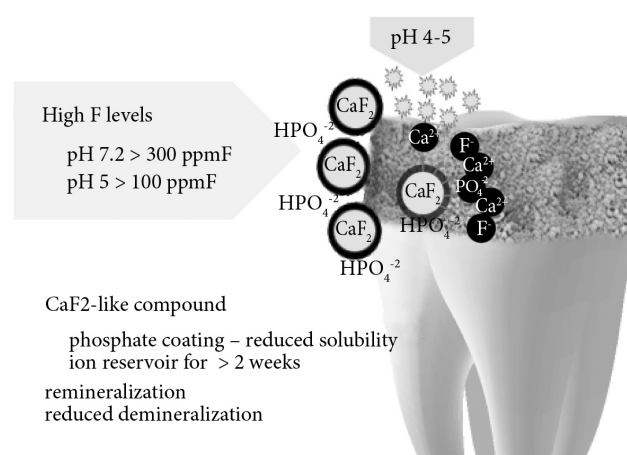 pH 4-5
High F levels
pH 7.2 > 300 ppmF
pH 5 > 100 ppmF
CaF₂
HPO₄⁻²
CaF₂
HPO₄⁻²
CaF₂
HPO₄⁻²
Ca²⁺
CaF₂
HPO₄⁻²
F⁻
Ca²⁺
PO₄⁻²
Ca²⁺
F⁻
CaF2-like compound
phosphate coating – reduced solubility
ion reservoir for > 2 weeks
remineralization
reduced demineralization